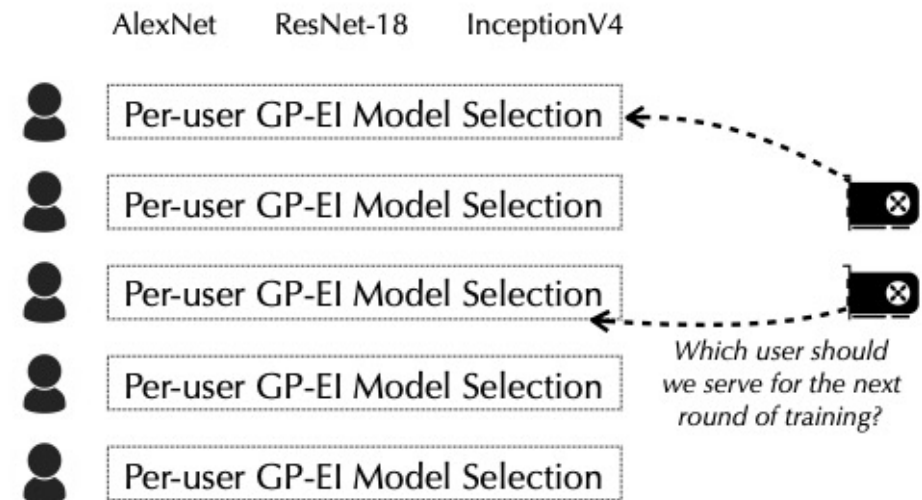 AlexNet ResNet-18 InceptionV4
Per-user GP-EI Model Selection
Per-user GP-EI Model Selection
Per-user GP-EI Model Selection
Which user should
we serve for the next
round of training?
Per-user GP-EI Model Selection
Per-user GP-EI Model Selection